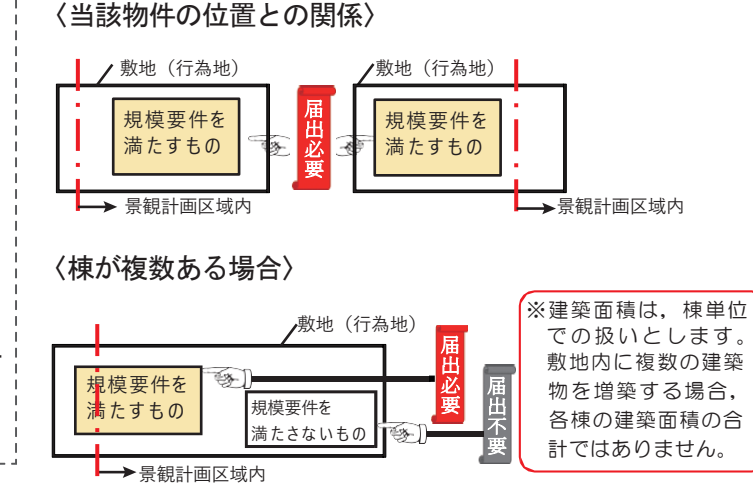 〈当該物件の位置との関係〉
敷地（行為地）
規模要件を
満たすもの
届出必要
敷地（行為地）
規模要件を
満たすもの
景観計画区域内
景観計画区域内
〈棟が複数ある場合〉
敷地（行為地）
規模要件を
満たすもの
届出必要
規模要件を
満たさないもの
届出不要
景観計画区域内
※建築面積は，棟単位
での扱いとします。
敷地内に複数の建築
物を増築する場合，
各棟の建築面積の合
計ではありません。